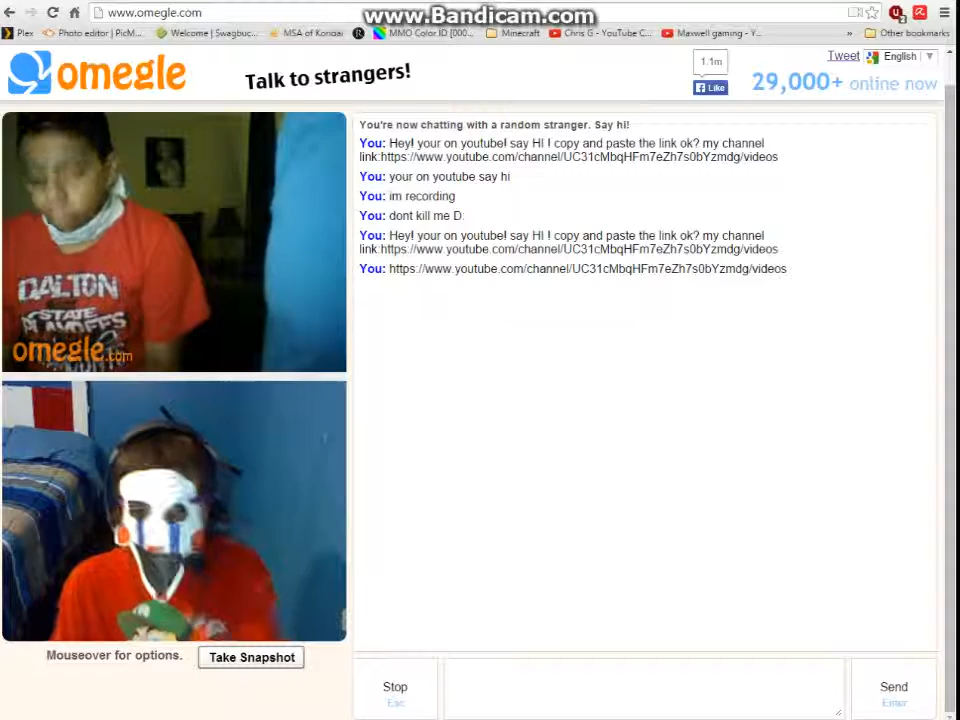 www.omegle.com
www.Bandicam.com
Plex
Photo editor | PicM...
Welcome | Swagbuc...
MSA of Kordai
MMO Color ID [000...
Minecraft
Chris G - YouTube C...
Maxwell gaming - Y...
»
Other bookmarks
omegle
Talk to strangers!
1.1m
Like
Tweet
English
29,000+ online now
You're now chatting with a random stranger. Say hi!
You: Hey! your on youtube! say HI ! copy and paste the link ok? my channel
link:https://www.youtube.com/channel/UC31cMbqHFm7eZh7s0bYzmdg/videos
You: your on youtube say hi
You: im recording
You: dont kill me D:
You: Hey! your on youtube! say HI ! copy and paste the link ok? my channel
link:https://www.youtube.com/channel/UC31cMbqHFm7eZh7s0bYzmdg/videos
You: https://www.youtube.com/channel/UC31cMbqHFm7eZh7s0bYzmdg/videos
DALTON
STATE
PLAYOFFS
omegle.com
Mouseover for options.
Take Snapshot
Stop
Esc
Send
Enter